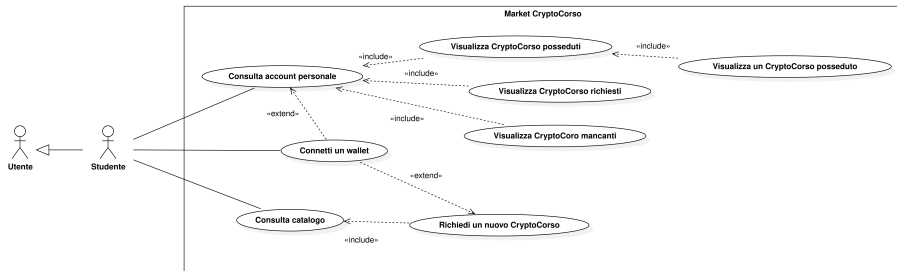 Market CryptoCorso
«include»
Visualizza CryptoCorso posseduti
«include»
Visualizza un CryptoCorso posseduto
Consulta account personale
«include»
Visualizza CryptoCorso richiesti
«extend»
«include»
Visualizza CryptoCoro mancanti
Utente
Studente
Connetti un wallet
«extend»
Consulta catalogo
Richiedi un nuovo CryptoCorso
«include»